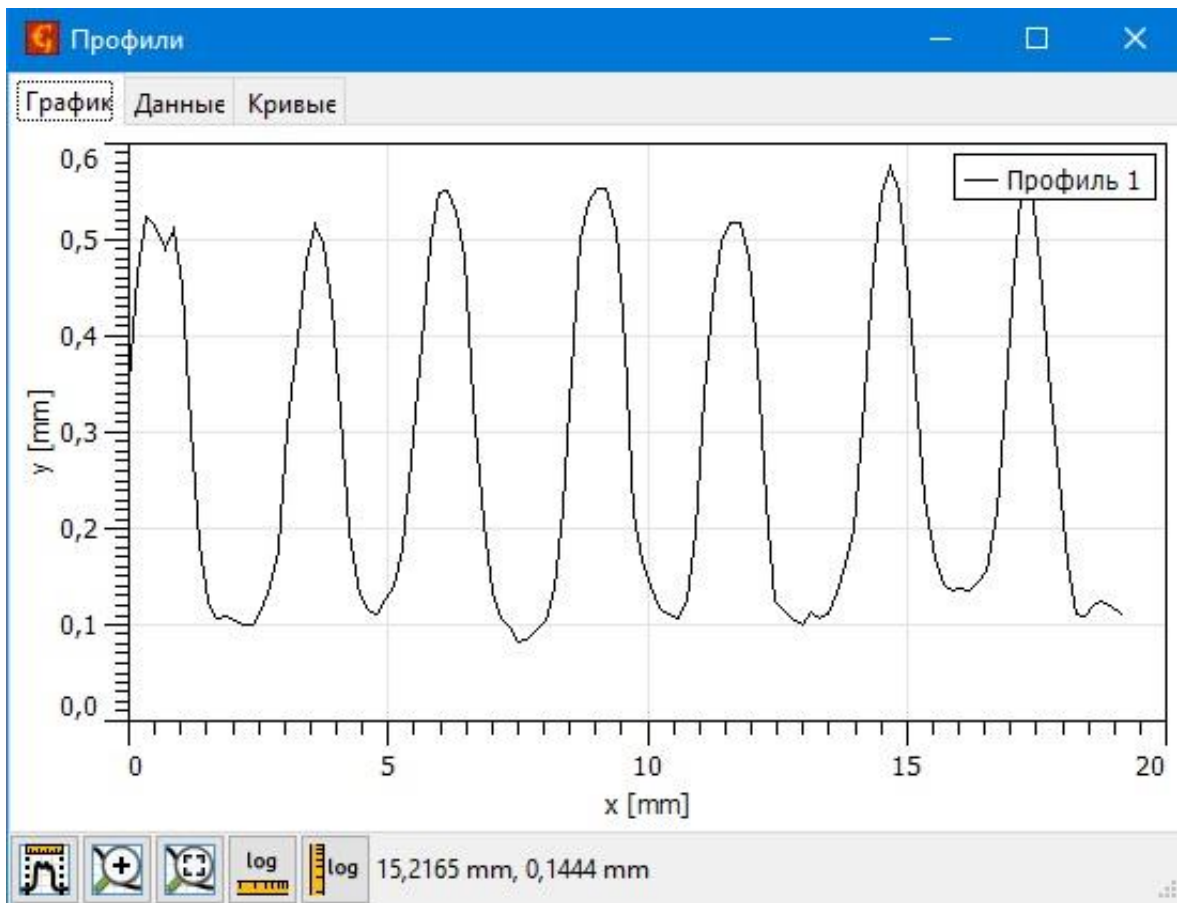 Профили
График Данные Кривые
0,6
0,5
0,4
0,3
0,2
0,1
0,0
y [mm]
Профиль 1
0 5 10 15 20
x [mm]
log log 15,2165 mm, 0,1444 mm